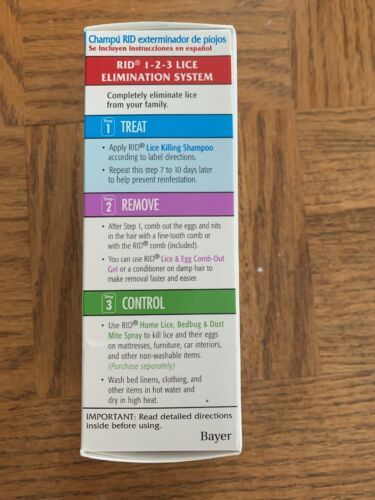 Champú RID exterminador de piojos
Se Incluyen Instrucciones en español
RID® 1-2-3 LICE
ELIMINATION SYSTEM
Completely eliminate lice
from your family.
Step 1 TREAT
• Apply RID® Lice Killing Shampoo
according to label directions.
• Repeat this step 7 to 10 days later
to help prevent reinfestation.
Step 2 REMOVE
• After Step 1, comb out the eggs and nits
in the hair with a fine-tooth comb or
with the RID® comb (included).
• You can use RID® Lice & Egg Comb-Out
Gel or a conditioner on damp hair to
make removal faster and easier.
Step 3 CONTROL
• Use RID® Home Lice, Bedbug & Dust
Mite Spray to kill lice and their eggs
on mattresses, furniture, car interiors,
and other non-washable items.
(Purchase separately)
• Wash bed linens, clothing, and
other items in hot water and
dry in high heat.
IMPORTANT: Read detailed directions
inside before using.
Bayer